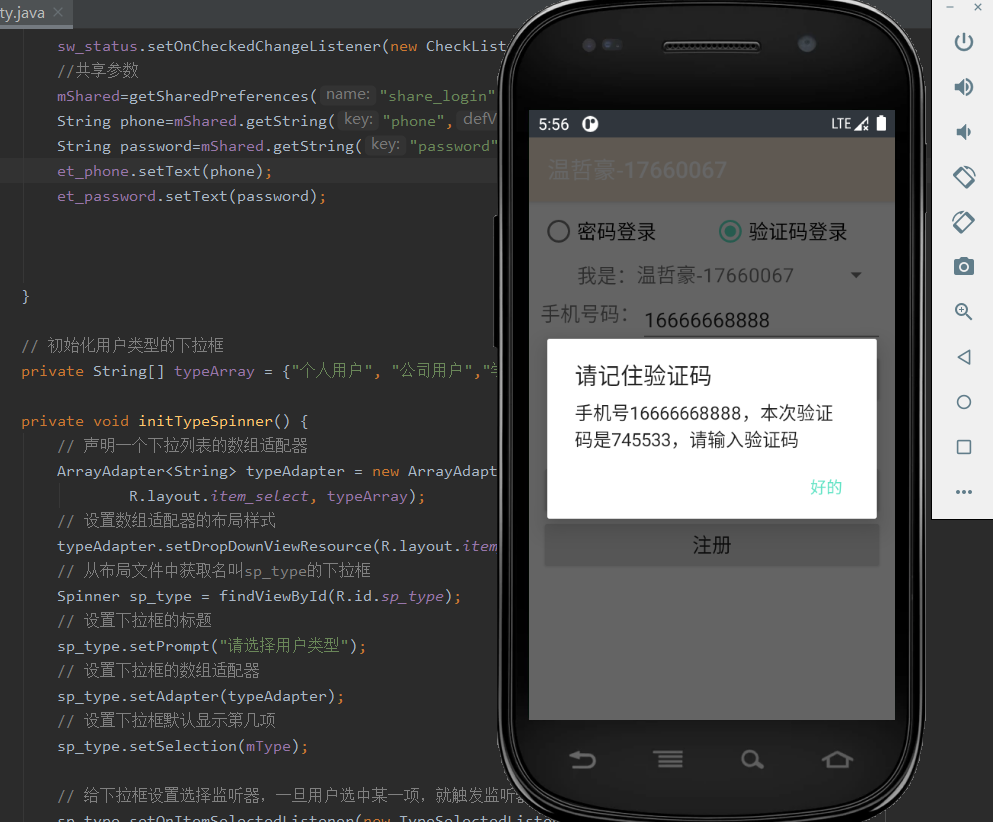 ty.java
sw_status.setOnCheckedChangeListener(new CheckList
//共享参数
mShared=getSharedPreferences( name: "share_login"
String phone=mShared.getString( key: "phone", defV
String password=mShared.getString( key: "password"
et_phone.setText(phone);
et_password.setText(password);
}
// 初始化用户类型的下拉框
private String[] typeArray = {"个人用户", "公司用户","
private void initTypeSpinner() {
// 声明一个下拉列表的数组适配器
ArrayAdapter<String> typeAdapter = new ArrayAdapt
R.layout.item_select, typeArray);
// 设置数组适配器的布局样式
typeAdapter.setDropDownViewResource(R.layout.item
// 从布局文件中获取名叫sp_type的下拉框
Spinner sp_type = findViewById(R.id.sp_type);
// 设置下拉框的标题
sp_type.setPrompt("请选择用户类型");
// 设置下拉框的数组适配器
sp_type.setAdapter(typeAdapter);
// 设置下拉框默认显示第几项
sp_type.setSelection(mType);
// 给下拉框设置选择监听器，一旦用户选中某一项，就触发监听器
sp_type.setOnItemSelectedListener(new TypeSelectedListe
5:56
LTE
温哲豪-17660067
密码登录
验证码登录
我是：温哲豪-17660067
手机号码：
16666668888
请记住验证码
手机号16666668888，本次验证
码是745533，请输入验证码
好的
注册